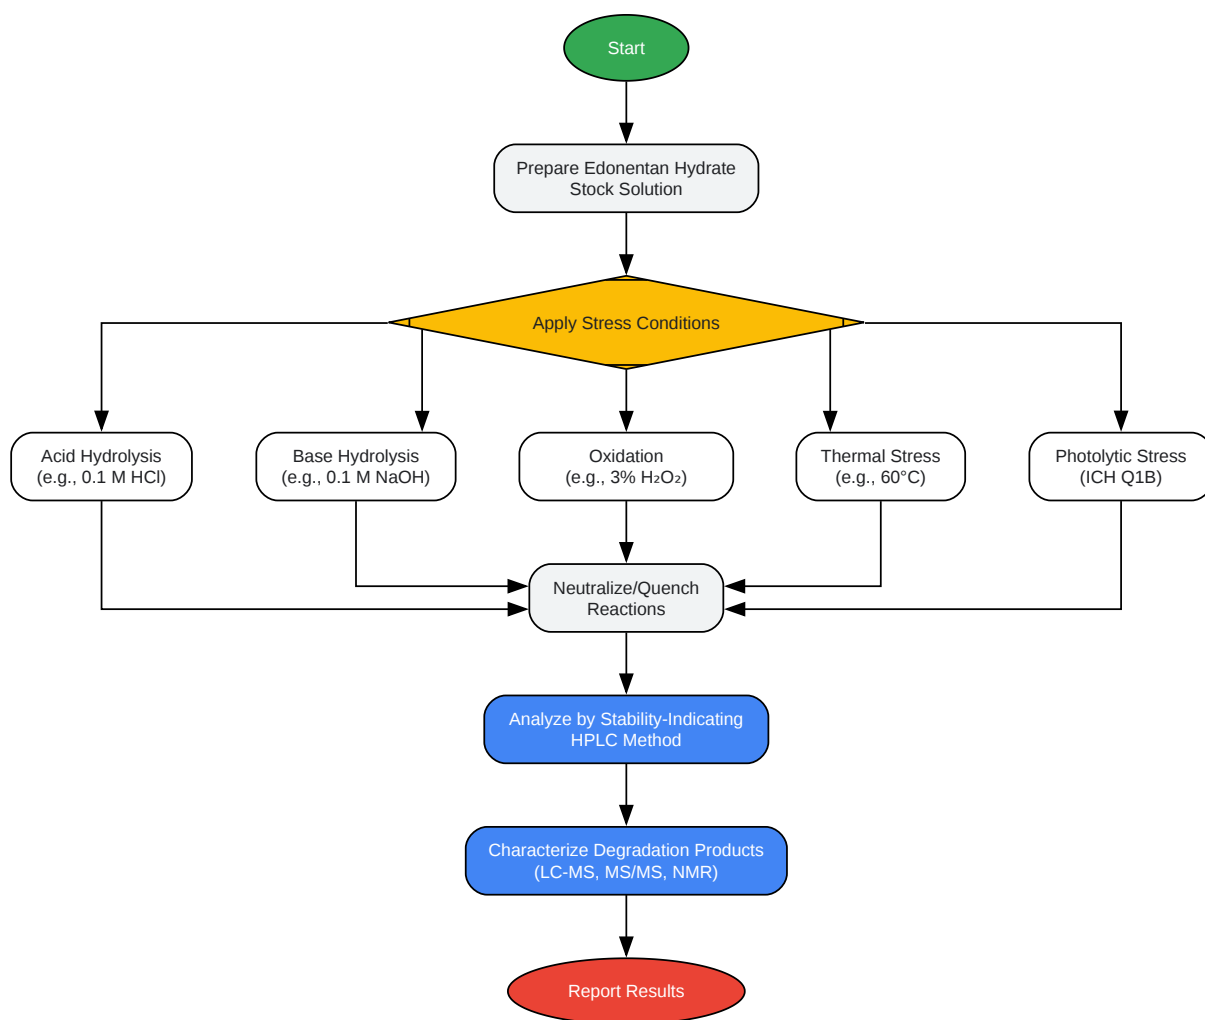 Start
Prepare Edonentan Hydrate
Stock Solution
Apply Stress Conditions
Acid Hydrolysis
(e.g., 0.1 M HCl)
Base Hydrolysis
(e.g., 0.1 M NaOH)
Oxidation
(e.g., 3% H₂O₂)
Thermal Stress
(e.g., 60°C)
Photolytic Stress
(ICH Q1B)
Neutralize/Quench
Reactions
Analyze by Stability-Indicating
HPLC Method
Characterize Degradation Products
(LC-MS, MS/MS, NMR)
Report Results